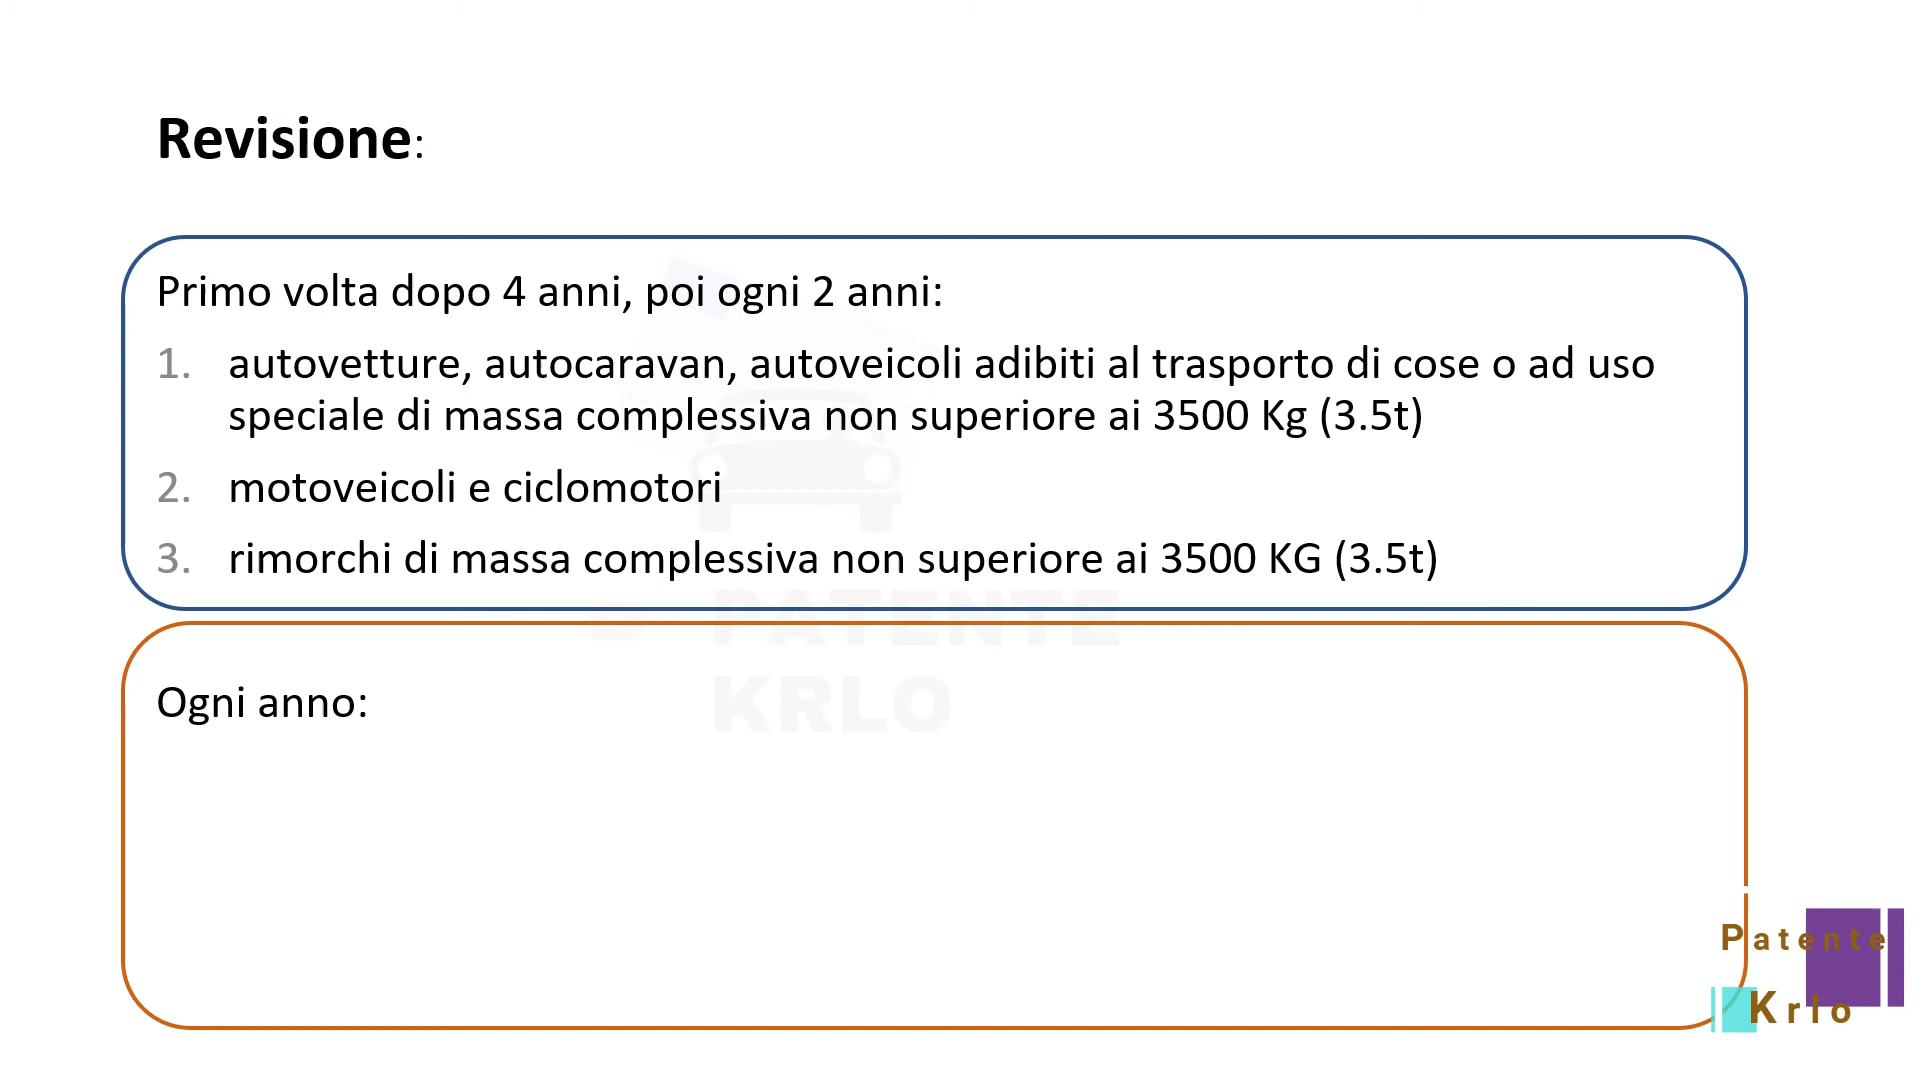 Revisione:
Primo volta dopo 4 anni, poi ogni 2 anni:
1. autovetture, autocaravan, autoveicoli adibiti al trasporto di cose o ad uso
speciale di massa complessiva non superiore ai 3500 Kg (3.5t)
2. motoveicoli e ciclomotori
3. rimorchi di massa complessiva non superiore ai 3500 KG (3.5t)
PATENTE
KRLO
Ogni anno:
Patente
Krlo